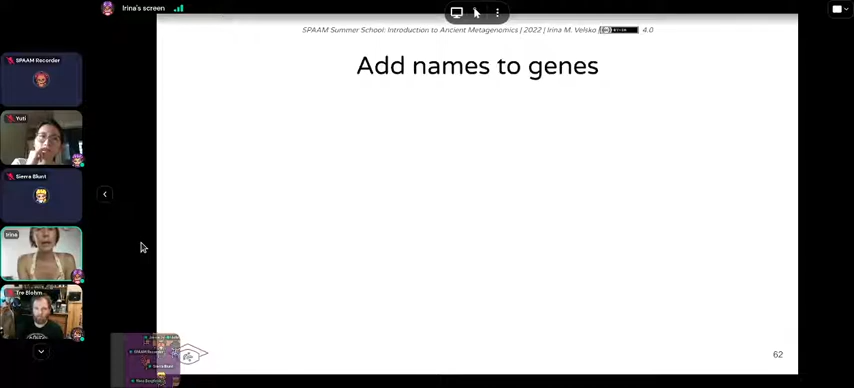 Irina's screen
SPAAM Summer School: Introduction to Ancient Metagenomics | 2022 | Irina M. Velsko
4.0
Add names to genes
SPAAM Recorder
Yuti
Sierra Blunt
Irina
Tre Blohm
62